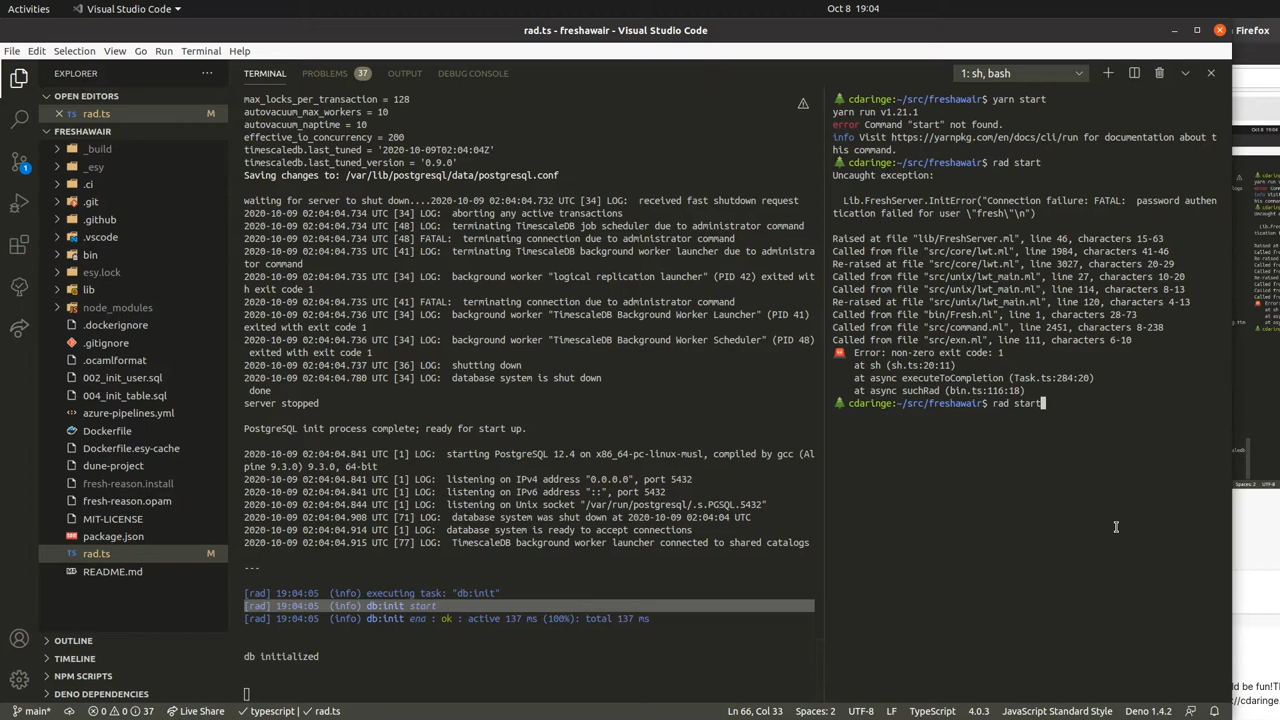 Activities
Visual Studio Code
Oct 8 19:04
rad.ts - freshawair - Visual Studio Code
Firefox
File Edit Selection View Go Run Terminal Help
EXPLORER
OPEN EDITORS
rad.ts M
FRESHAWAIR
_build
_esy
.ci
.git
.github
.vscode
bin
esy.lock
lib
node_modules
.dockerignore
.gitignore
.ocamlformat
002_init_user.sql
004_init_table.sql
azure-pipelines.yml
Dockerfile
Dockerfile.esy-cache
dune-project
fresh-reason.install
fresh-reason.opam
MIT-LICENSE
package.json
rad.ts M
README.md
OUTLINE
TIMELINE
NPM SCRIPTS
DENO DEPENDENCIES
TERMINAL PROBLEMS 37 OUTPUT DEBUG CONSOLE
1: sh, bash
max_locks_per_transaction = 128
autovacuum_max_workers = 10
autovacuum_naptime = 10
effective_io_concurrency = 200
timescaledb.last_tuned = '2020-10-09T02:04:04Z'
timescaledb.last_tuned_version = '0.9.0'
Saving changes to: /var/lib/postgresql/data/postgresql.conf
waiting for server to shut down....2020-10-09 02:04:04.732 UTC [34] LOG:  received fast shutdown request
2020-10-09 02:04:04.734 UTC [34] LOG:  aborting any active transactions
2020-10-09 02:04:04.734 UTC [48] LOG:  terminating TimescaleDB job scheduler due to administrator command
2020-10-09 02:04:04.734 UTC [48] FATAL:  terminating connection due to administrator command
2020-10-09 02:04:04.734 UTC [41] LOG:  terminating TimescaleDB background worker launcher due to administra
tor command
2020-10-09 02:04:04.735 UTC [34] LOG:  background worker "logical replication launcher" (PID 42) exited wit
h exit code 1
2020-10-09 02:04:04.734 UTC [41] FATAL:  terminating connection due to administrator command
2020-10-09 02:04:04.736 UTC [34] LOG:  background worker "TimescaleDB Background Worker Launcher" (PID 41)
exited with exit code 1
2020-10-09 02:04:04.736 UTC [34] LOG:  background worker "TimescaleDB Background Worker Scheduler" (PID 48)
exited with exit code 1
2020-10-09 02:04:04.736 UTC [36] LOG:  shutting down
2020-10-09 02:04:04.780 UTC [34] LOG:  database system is shut down
done
server stopped
PostgreSQL init process complete; ready for start up.
2020-10-09 02:04:04.841 UTC [1] LOG:  starting PostgreSQL 12.4 on x86_64-pc-linux-musl, compiled by gcc (Al
pine 9.3.0) 9.3.0, 64-bit
2020-10-09 02:04:04.841 UTC [1] LOG:  listening on IPv4 address "0.0.0.0", port 5432
2020-10-09 02:04:04.841 UTC [1] LOG:  listening on IPv6 address "::", port 5432
2020-10-09 02:04:04.844 UTC [1] LOG:  listening on Unix socket "/var/run/postgresql/.s.PGSQL.5432"
2020-10-09 02:04:04.908 UTC [71] LOG:  database system was shut down at 2020-10-09 02:04:04 UTC
2020-10-09 02:04:04.914 UTC [1] LOG:  database system is ready to accept connections
2020-10-09 02:04:04.915 UTC [77] LOG:  TimescaleDB background worker launcher connected to shared catalogs
---
[rad] 19:04:05  (info) executing task: "db:init"
[rad] 19:04:05  (info) db:init start
[rad] 19:04:05  (info) db:init end : ok : active 137 ms (100%): total 137 ms
db initialized
cdaringe:~/src/freshawair$ yarn start
yarn run v1.21.1
error Command "start" not found.
info Visit https://yarnpkg.com/en/docs/cli/run for documentation about t
his command.
cdaringe:~/src/freshawair$ rad start
Uncaught exception:
Lib.FreshServer.InitError("Connection failure: FATAL:  password authen
tication failed for user \"fresh\"\n")
Raised at file "lib/FreshServer.ml", line 46, characters 15-63
Called from file "src/core/lwt.ml", line 1984, characters 41-46
Re-raised at file "src/core/lwt.ml", line 3027, characters 20-29
Called from file "src/unix/lwt_main.ml", line 27, characters 10-20
Called from file "src/unix/lwt_main.ml", line 114, characters 8-13
Re-raised at file "src/unix/lwt_main.ml", line 120, characters 4-13
Called from file "bin/Fresh.ml", line 1, characters 28-73
Called from file "src/command.ml", line 2451, characters 8-238
Called from file "src/exn.ml", line 111, characters 6-10
Error: non-zero exit code: 1
at sh (sh.ts:20:11)
at async executeToCompletion (Task.ts:284:20)
at async suchRad (bin.ts:116:18)
cdaringe:~/src/freshawair$ rad start
ld be fun!Th
://cdaringe.
main* 0 0 37 Live Share typescript | rad.ts
Ln 66, Col 33 Spaces: 2 UTF-8 LF TypeScript 4.0.3 JavaScript Standard Style Deno 1.4.2